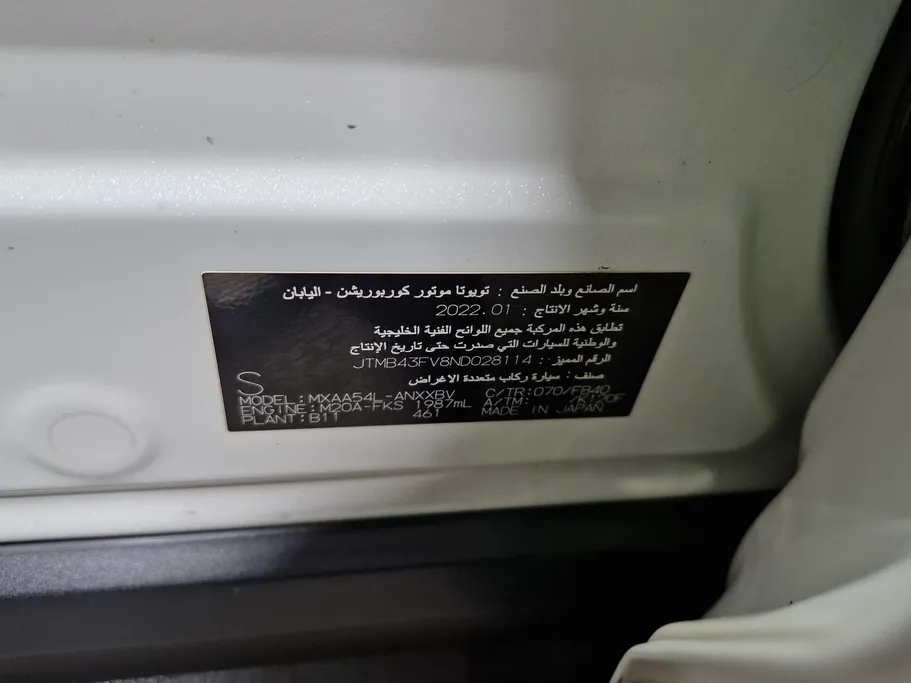 اسم الصانع وبلد الصنع : تويوتا موتور كوربوريشن - اليابان
سنة وشهر الانتاج : 2022.01
تطابق هذه المركبة جميع اللوائح الفنية الخليجية
والوطنية للسيارات التي صدرت حتى تاريخ الإنتاج
الرقم المميز : JTMB43FV8ND028114
صنف : سيارة ركاب متعددة الاغراض
S
MODEL:MXAA54L-ANXXBV C/TR:070/FB40
ENGINE:M20A-FKS 1987mL A/TM:
PLANT:B11 461 MADE IN JAPAN